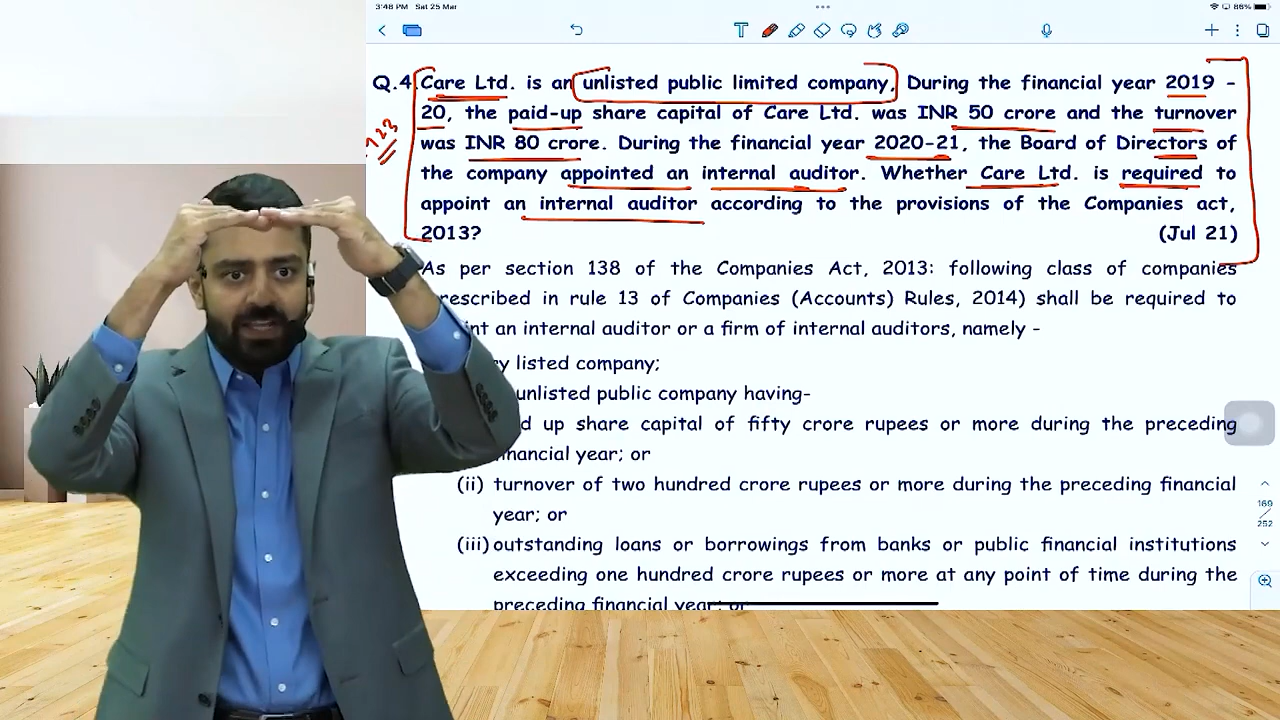 3:48 PM Sat 25 Mar
86%
T
Q.4. Care Ltd. is an unlisted public limited company. During the financial year 2019 -
20, the paid-up share capital of Care Ltd. was INR 50 crore and the turnover
was INR 80 crore. During the financial year 2020-21, the Board of Directors of
the company appointed an internal auditor. Whether Care Ltd. is required to
appoint an internal auditor according to the provisions of the Companies act,
2013? (Jul 21)
As per section 138 of the Companies Act, 2013: following class of companies
rescribed in rule 13 of Companies (Accounts) Rules, 2014) shall be required to
int an internal auditor or a firm of internal auditors, namely -
ry listed company;
unlisted public company having-
d up share capital of fifty crore rupees or more during the preceding
nancial year; or
(ii) turnover of two hundred crore rupees or more during the preceding financial
year; or
(iii) outstanding loans or borrowings from banks or public financial institutions
exceeding one hundred crore rupees or more at any point of time during the
preceding financial year; or
169
252